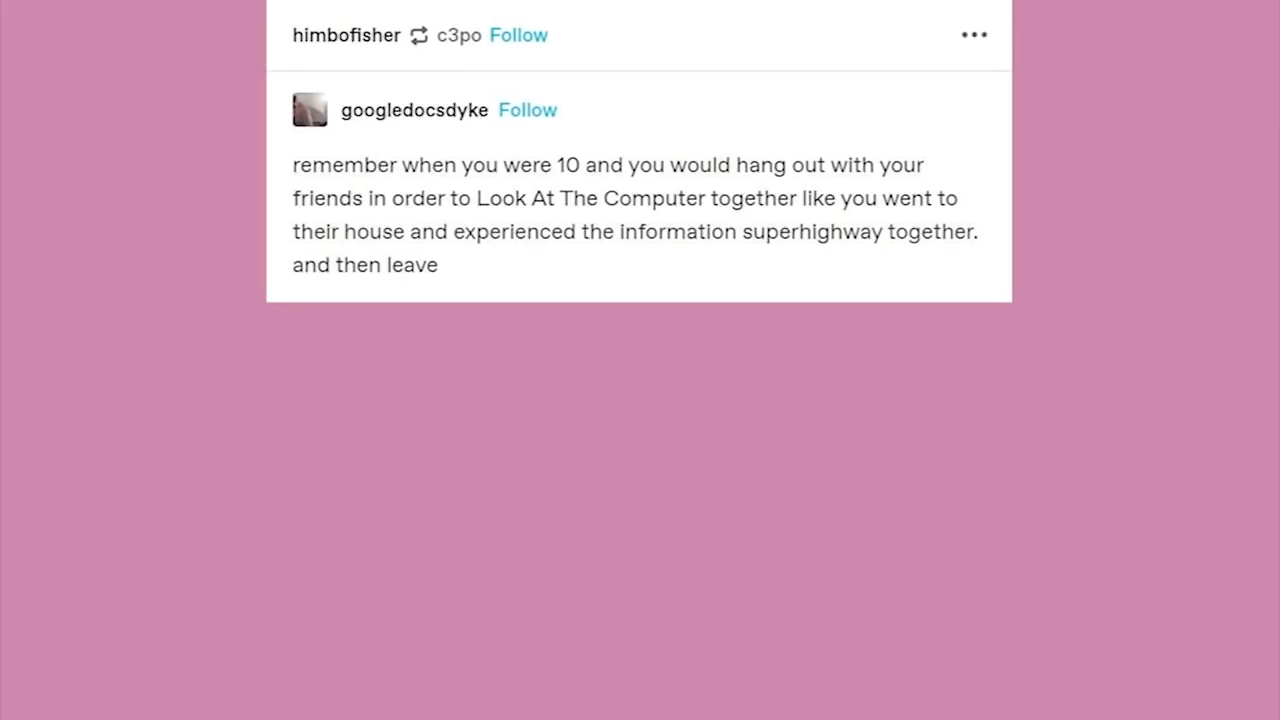 himbofisher c3po Follow
googledocsdyke Follow
remember when you were 10 and you would hang out with your
friends in order to Look At The Computer together like you went to
their house and experienced the information superhighway together.
and then leave